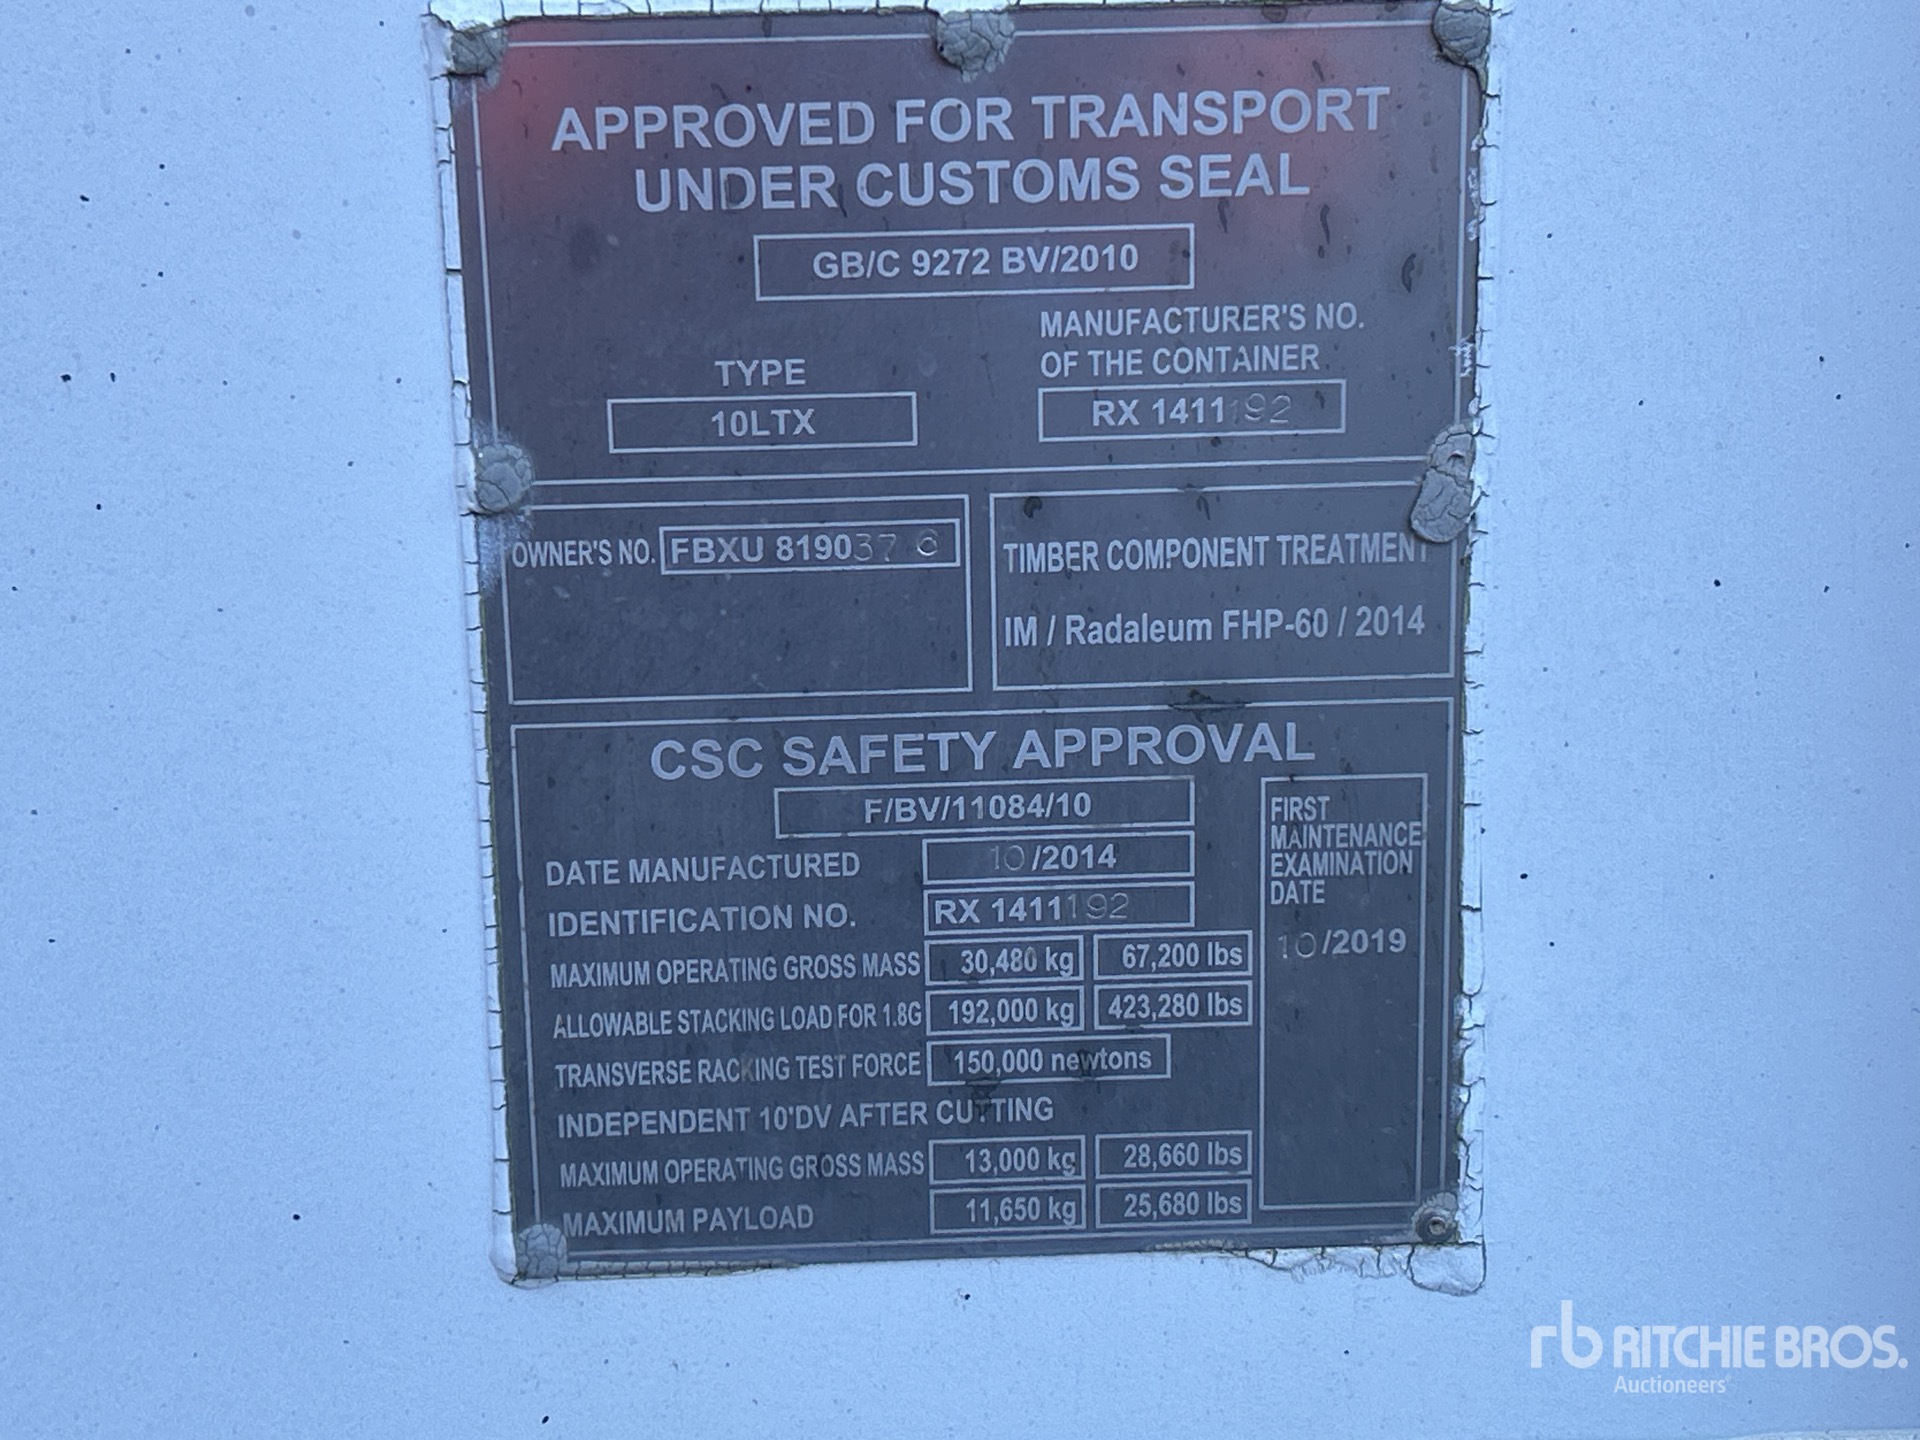 APPROVED FOR TRANSPORT
UNDER CUSTOMS SEAL
GB/C 9272 BV/2010
TYPE
10LTX
MANUFACTURER'S NO.
OF THE CONTAINER
RX 1411192
OWNER'S NO. FBXU 819037 6
TIMBER COMPONENT TREATMENT
IM / Radaleum FHP-60 / 2014
CSC SAFETY APPROVAL
F/BV/11084/10
DATE MANUFACTURED 10/2014
IDENTIFICATION NO. RX 1411192
MAXIMUM OPERATING GROSS MASS 30,480 kg 67,200 lbs
ALLOWABLE STACKING LOAD FOR 1.8G 192,000 kg 423,280 lbs
TRANSVERSE RACKING TEST FORCE 150,000 newtons
INDEPENDENT 10'DV AFTER CUTTING
MAXIMUM OPERATING GROSS MASS 13,000 kg 28,660 lbs
MAXIMUM PAYLOAD 11,650 kg 25,680 lbs
FIRST
MAINTENANCE
EXAMINATION
DATE
10/2019
rb RITCHIE BROS.
Auctioneers